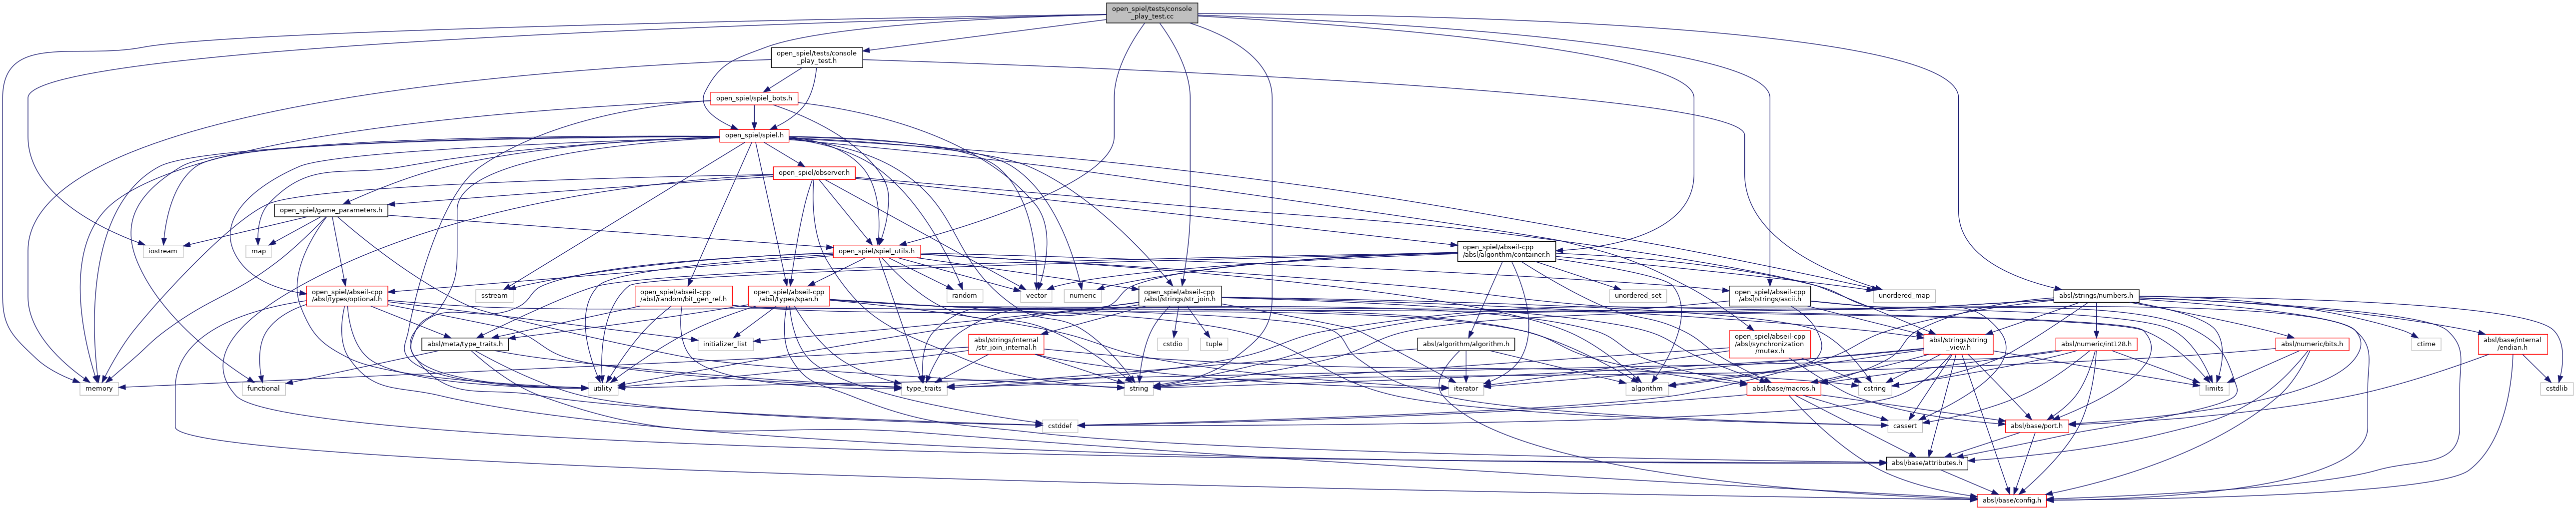 open_spiel/tests/console
_play_test.cc
open_spiel/tests/console
_play_test.h
open_spiel/spiel_bots.h
open_spiel/spiel.h
open_spiel/observer.h
open_spiel/game_parameters.h
iostream
map
open_spiel/spiel_utils.h
open_spiel/abseil-cpp
/absl/algorithm/container.h
open_spiel/abseil-cpp
/absl/types/optional.h
sstream
open_spiel/abseil-cpp
/absl/random/bit_gen_ref.h
open_spiel/abseil-cpp
/absl/types/span.h
random
vector
numeric
open_spiel/abseil-cpp
/absl/strings/str_join.h
unordered_set
open_spiel/abseil-cpp
/absl/strings/ascii.h
unordered_map
absl/strings/numbers.h
absl/meta/type_traits.h
initializer_list
absl/strings/internal
/str_join_internal.h
cstdio
tuple
absl/algorithm/algorithm.h
open_spiel/abseil-cpp
/absl/synchronization
/mutex.h
absl/strings/string
_view.h
absl/numeric/int128.h
absl/numeric/bits.h
ctime
absl/base/internal
/endian.h
memory
functional
utility
type_traits
string
iterator
algorithm
absl/base/macros.h
cstring
limits
cstdlib
cstddef
cassert
absl/base/port.h
absl/base/attributes.h
absl/base/config.h